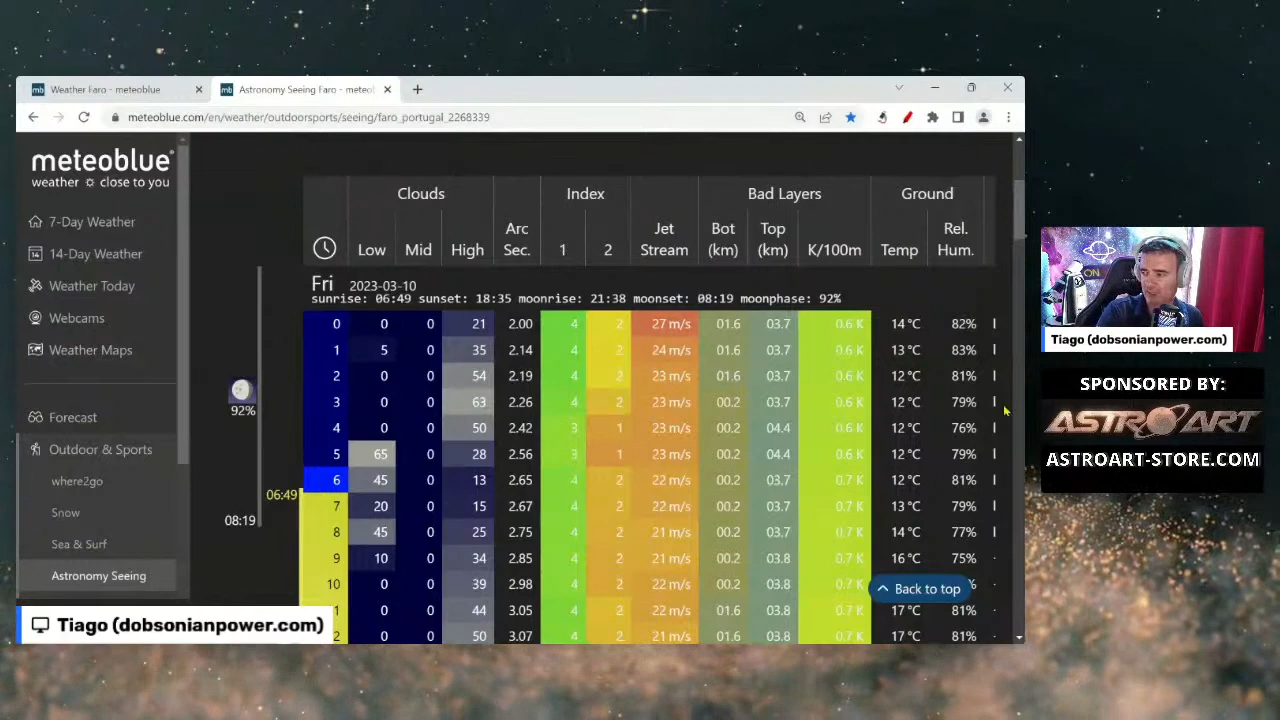 Weather Faro - meteoblue
Astronomy Seeing Faro - meteol
meteoblue.com/en/weather/outdoorsports/seeing/faro_portugal_2268339
meteoblue
weather close to you
7-Day Weather
14-Day Weather
Weather Today
Webcams
Weather Maps
Forecast
Outdoor & Sports
where2go
Snow
Sea & Surf
Astronomy Seeing
92%
06:49
08:19
Clouds Index Bad Layers Ground
Low Mid High Arc Sec. 1 2 Jet Stream Bot (km) Top (km) K/100m Temp Rel. Hum.
Fri 2023-03-10
sunrise: 06:49 sunset: 18:35 moonrise: 21:38 moonset: 08:19 moonphase: 92%
0 0 0 21 2.00 4 2 27 m/s 01.6 03.7 0.6 K 14 °C 82%
1 5 0 35 2.14 4 2 24 m/s 01.6 03.7 0.6 K 13 °C 83%
2 0 0 54 2.19 4 2 23 m/s 01.6 03.7 0.6 K 12 °C 81%
3 0 0 63 2.26 4 2 23 m/s 00.2 03.7 0.6 K 12 °C 79%
4 0 0 50 2.42 3 1 23 m/s 00.2 04.4 0.6 K 12 °C 76%
5 65 0 28 2.56 3 1 23 m/s 00.2 04.4 0.6 K 12 °C 79%
6 45 0 13 2.65 4 2 22 m/s 00.2 03.8 0.7 K 12 °C 81%
7 20 0 15 2.67 4 2 22 m/s 00.2 03.8 0.7 K 13 °C 79%
8 45 0 25 2.75 4 2 21 m/s 00.2 03.8 0.7 K 14 °C 77%
9 10 0 34 2.85 4 2 21 m/s 00.2 03.8 0.7 K 16 °C 75%
10 0 0 39 2.98 4 2 22 m/s 00.2 03.8 0.7 K
1 0 0 44 3.05 4 2 22 m/s 01.6 03.8 0.7 K 17 °C 81%
2 0 0 50 3.07 4 2 21 m/s 01.6 03.8 0.7 K 17 °C 81%
Back to top
Tiago (dobsonianpower.com)
Tiago (dobsonianpower.com)
SPONSORED BY:
ASTROART
ASTROART-STORE.COM